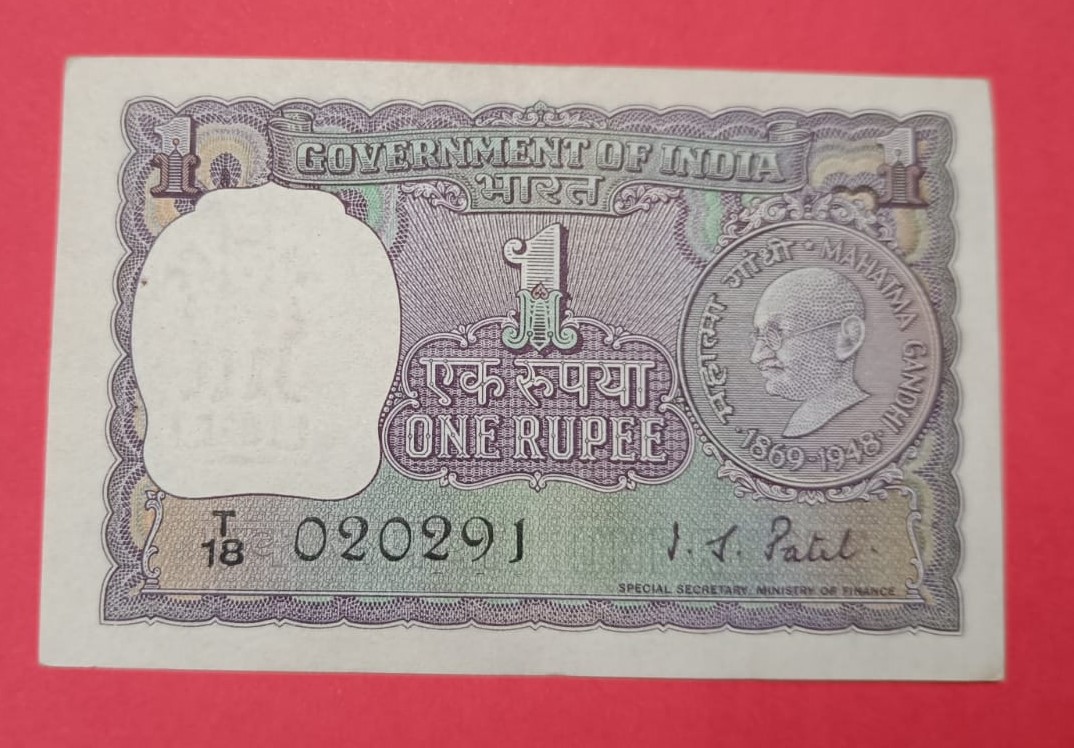 1 1
GOVERNMENT OF INDIA
भारत
1
एक रुपया
ONE RUPEE
महात्मा गांधी • MAHATMA GANDHI
• 1869-1948 •
T
18 020291
I. G. Patel.
SPECIAL SECRETARY, MINISTRY OF FINANCE